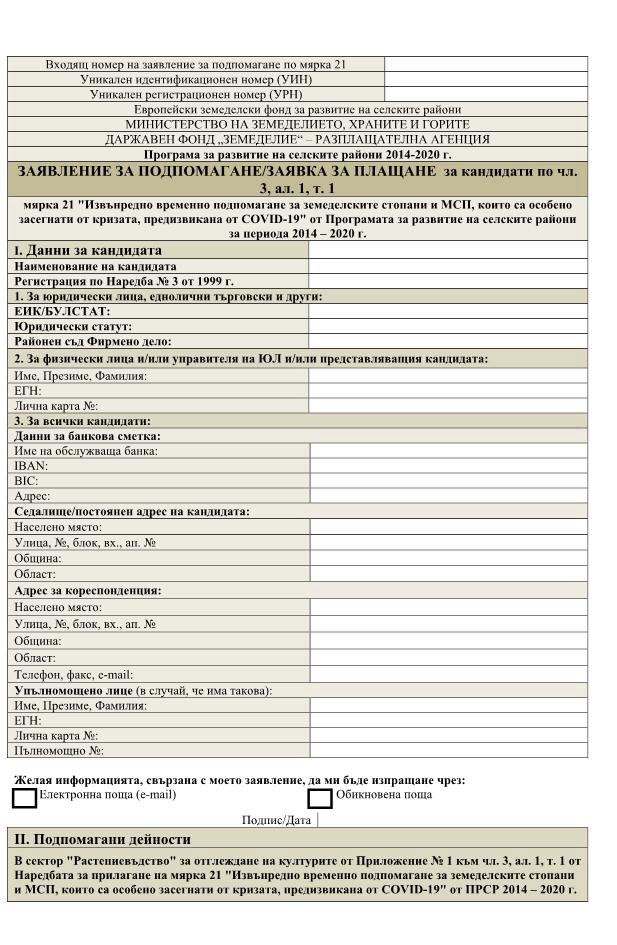 Входящ номер на заявление за подпомагане по мярка 21
Уникален идентификационен номер (УИН)
Уникален регистрационен номер (УРН)
Европейски земеделски фонд за развитие на селските райони
МИНИСТЕРСТВО НА ЗЕМЕДЕЛИЕТО, ХРАНИТЕ И ГОРИТЕ
ДАРЖАВЕН ФОНД „ЗЕМЕДЕЛИЕ“ – РАЗПЛАЩАТЕЛНА АГЕНЦИЯ
Програма за развитие на селските райони 2014-2020 г.
ЗАЯВЛЕНИЕ ЗА ПОДПОМАГАНЕ/ЗАЯВКА ЗА ПЛАЩАНЕ за кандидати по чл.
3, ал. 1, т. 1
мярка 21 "Извънредно временно подпомагане за земеделските стопани и МСП, които са особено
засегнати от кризата, предизвикана от COVID-19" от Програмата за развитие на селските райони
за периода 2014 – 2020 г.
I. Данни за кандидата
Наименование на кандидата
Регистрация по Наредба № 3 от 1999 г.
1. За юридически лица, еднолични търговски и други:
ЕИК/БУЛСТАТ:
Юридически статут:
Районен съд Фирмено дело:
2. За физически лица и/или управителя на ЮЛ и/или представляващия кандидата:
Име, Презиме, Фамилия:
ЕГН:
Лична карта №:
3. За всички кандидати:
Данни за банкова сметка:
Име на обслужваща банка:
IBAN:
BIC:
Адрес:
Седалище/постоянен адрес на кандидата:
Населено място:
Улица, №, блок, вх., ап. №
Община:
Област:
Адрес за кореспонденция:
Населено място:
Улица, №, блок, вх., ап. №
Община:
Област:
Телефон, факс, e-mail:
Упълномощено лице (в случай, че има такова):
Име, Презиме, Фамилия:
ЕГН:
Лична карта №:
Пълномощно №:
Желая информацията, свързана с моето заявление, да ми бъде изпращане чрез:
Електронна поща (e-mail) Обикновена поща
Подпис/Дата
II. Подпомагани дейности
В сектор "Растениевъдство" за отглеждане на културите от Приложение № 1 към чл. 3, ал. 1, т. 1 от
Наредбата за прилагане на мярка 21 "Извънредно временно подпомагане за земеделските стопани
и МСП, които са особено засегнати от кризата, предизвикана от COVID-19" от ПРСР 2014 – 2020 г.